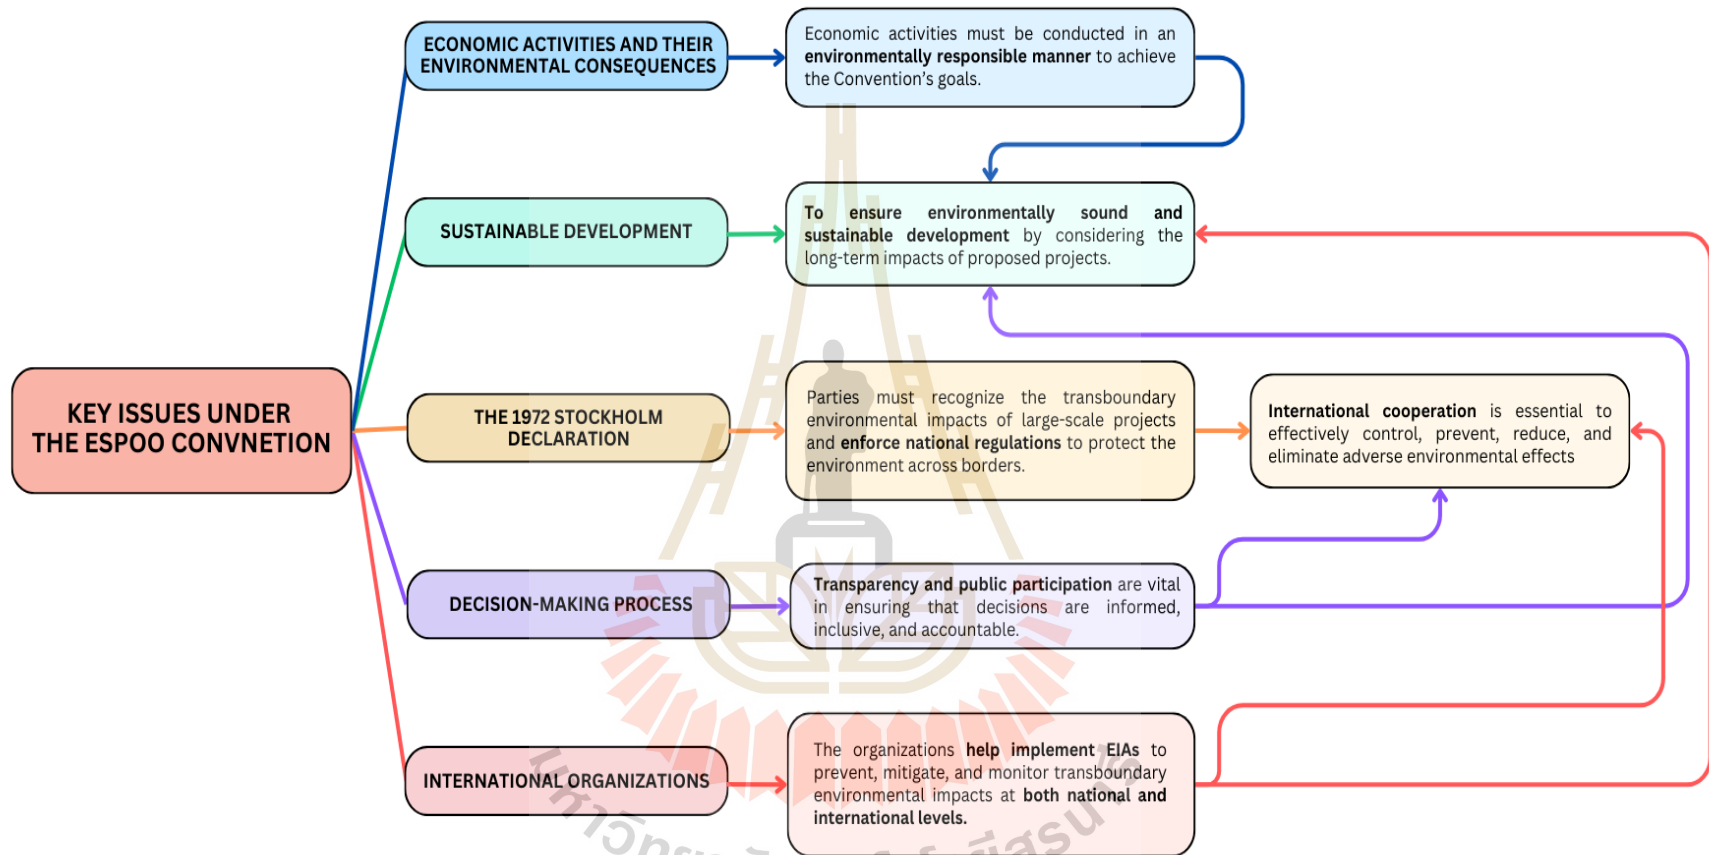 ECONOMIC ACTIVITIES AND THEIR
ENVIRONMENTAL CONSEQUENCES
Economic activities must be conducted in an
environmentally responsible manner to achieve
the Convention's goals.
SUSTAINABLE DEVELOPMENT
To ensure environmentally sound and
sustainable development by considering the
long-term impacts of proposed projects.
KEY ISSUES UNDER
THE ESPOO CONVNETION
THE 1972 STOCKHOLM
DECLARATION
Parties must recognize the transboundary
environmental impacts of large-scale projects
and enforce national regulations to protect the
environment across borders.
International cooperation is essential to
effectively control, prevent, reduce, and
eliminate adverse environmental effects
DECISION-MAKING PROCESS
Transparency and public participation are vital
in ensuring that decisions are informed,
inclusive, and accountable.
INTERNATIONAL ORGANIZATIONS
The organizations help implement EIAs to
prevent, mitigate, and monitor transboundary
environmental impacts at both national and
international levels.